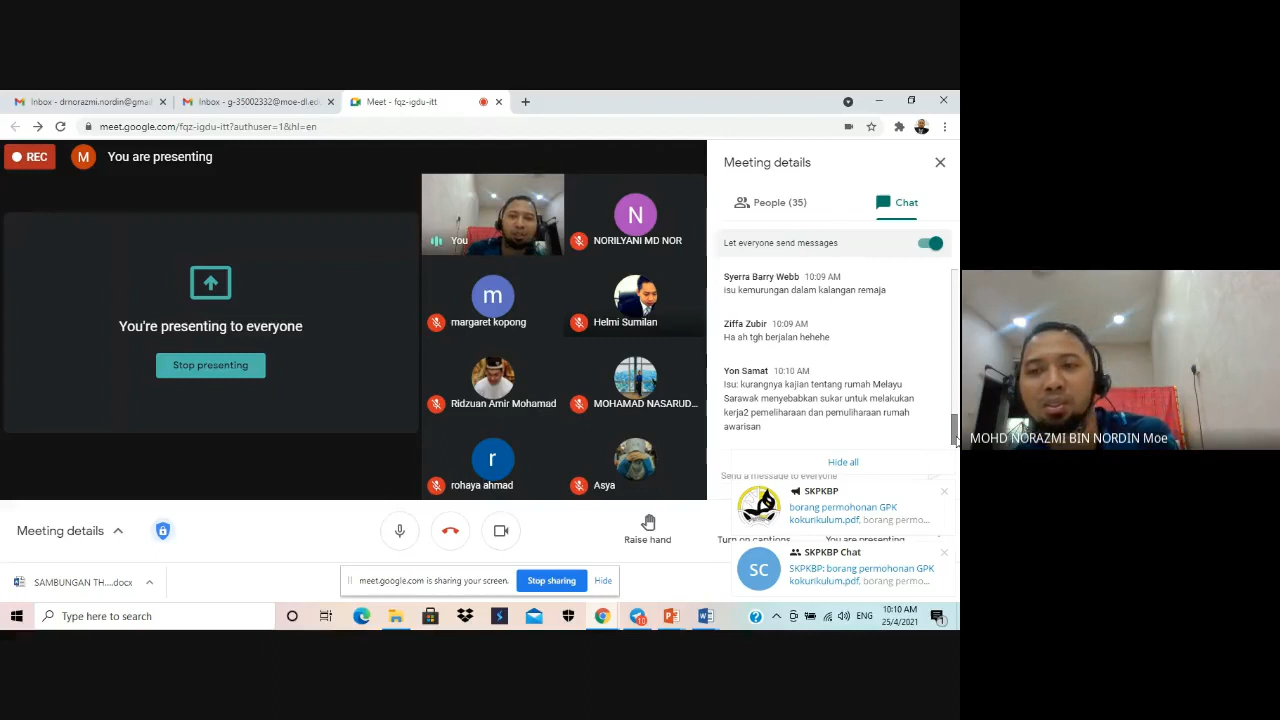 Inbox - drnorazmi.nordin@gmai
Inbox - g-35002332@moe-dl.ed
Meet - fqz-igdu-itt
meet.google.com/fqz-igdu-itt?authuser=1&hl=en
REC
M
You are presenting
You're presenting to everyone
Stop presenting
You
N
NORILYANI MD NOR
m
margaret kopong
Helmi Sumilan
Ridzuan Amir Mohamad
MOHAMAD NASARUD...
r
rohaya ahmad
Asya
Meeting details
People (35)
Chat
Let everyone send messages
Syerra Barry Webb 10:09 AM
isu kemurungan dalam kalangan remaja
Ziffa Zubir 10:09 AM
Ha ah tgh berjalan hehehe
Yon Samat 10:10 AM
Isu: kurangnya kajian tentang rumah Melayu
Sarawak menyebabkan sukar untuk melakukan
kerja2 pemeliharaan dan pemuliharaan rumah
awarisan
Hide all
Send a message to everyone
SKPKBP
borang permohonan GPK
kokurikulum.pdf, borang permo...
SC
SKPKBP Chat
SKPKBP: borang permohonan GPK
kokurikulum.pdf, borang permo...
Meeting details
Raise hand
Turn on captions
You are presenting
SAMBUNGAN TH....docx
meet.google.com is sharing your screen.
Stop sharing
Hide
Type here to search
ENG
10:10 AM
25/4/2021
MOHD NORAZMI BIN NORDIN Moe